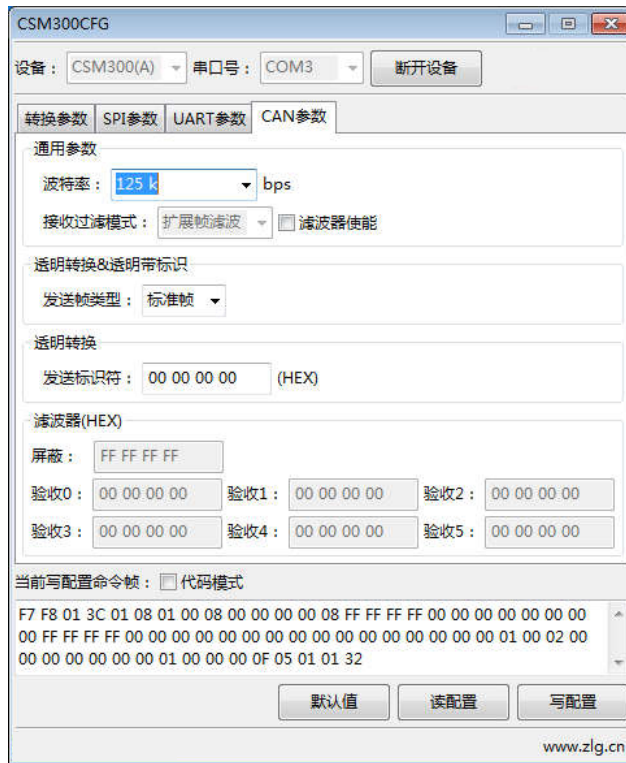 CSM300CFG
设备： CSM300(A) 串口号： COM3 断开设备
转换参数 SPI参数 UART参数 CAN参数
通用参数
波特率： 125 k bps
接收过滤模式： 扩展帧滤波 滤波器使能
透明转换&透明带标识
发送帧类型： 标准帧
透明转换
发送标识符： 00 00 00 00 (HEX)
滤波器(HEX)
屏蔽： FF FF FF FF
验收0： 00 00 00 00 验收1： 00 00 00 00 验收2： 00 00 00 00
验收3： 00 00 00 00 验收4： 00 00 00 00 验收5： 00 00 00 00
当前写配置命令帧： 代码模式
F7 F8 01 3C 01 08 01 00 08 00 00 00 00 08 FF FF FF FF 00 00 00 00 00 00 00
00 FF FF FF FF 00 00 00 00 00 00 00 00 00 00 00 00 00 00 00 00 01 00 02 00
00 00 00 00 00 00 01 00 00 00 0F 05 01 01 32
默认值 读配置 写配置
www.zlg.cn